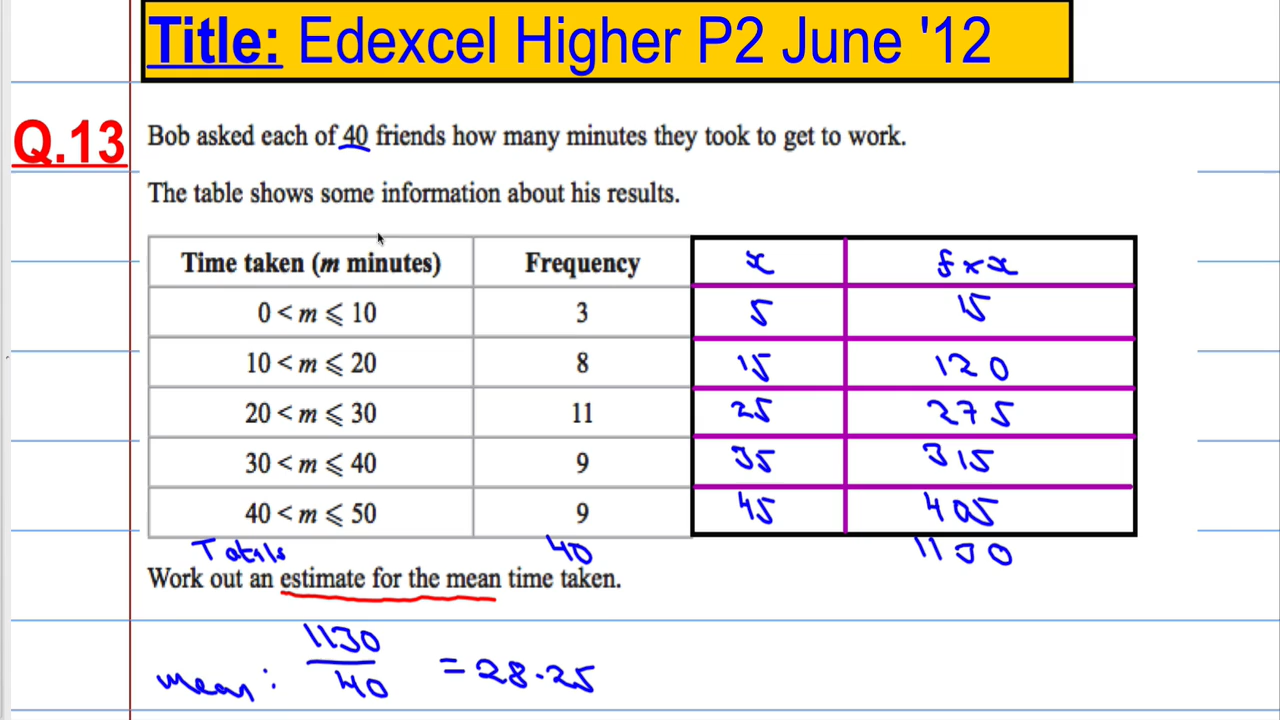 Title: Edexcel Higher P2 June '12
Q.13
Bob asked each of 40 friends how many minutes they took to get to work.
The table shows some information about his results.
Time taken (m minutes) Frequency x f×x
0 < m ⩽ 10 3 5 15
10 < m ⩽ 20 8 15 120
20 < m ⩽ 30 11 25 275
30 < m ⩽ 40 9 35 315
40 < m ⩽ 50 9 45 405
Totals 40 1130
Work out an estimate for the mean time taken.
mean: 1130/40 = 28.25